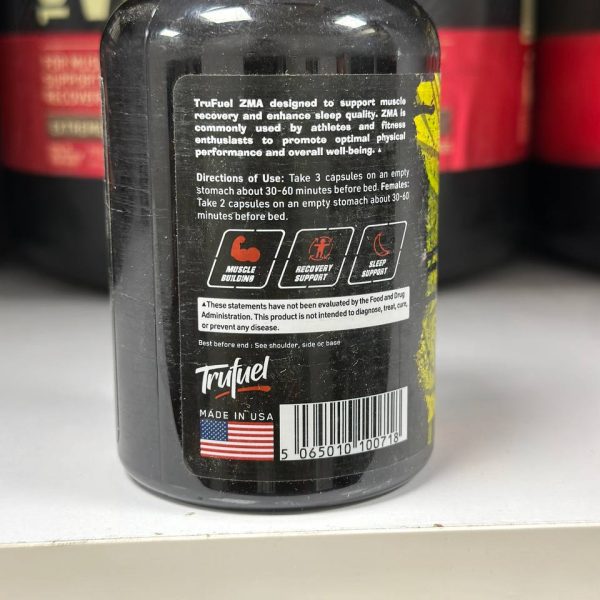 TruFuel ZMA designed to support muscle
recovery and enhance sleep quality. ZMA is
commonly used by athletes and fitness
enthusiasts to promote optimal physical
performance and overall well-being. ▲
Directions of Use: Take 3 capsules on an empty
stomach about 30-60 minutes before bed. Females:
Take 2 capsules on an empty stomach about 30-60
minutes before bed.
MUSCLE
BUILDING
RECOVERY
SUPPORT
SLEEP
SUPPORT
▲These statements have not been evaluated by the Food and Drug
Administration. This product is not intended to diagnose, treat, cure,
or prevent any disease.
Best before end : See shoulder, side or base
Trufuel
MADE IN USA
5 065010 100718